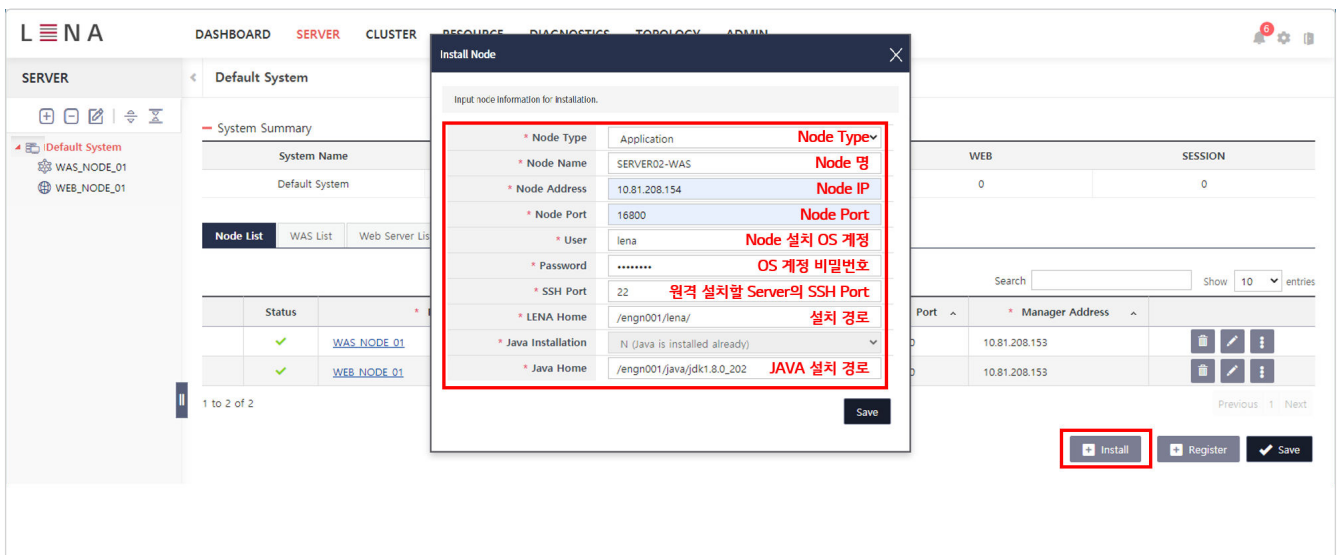 LENA
DASHBOARD SERVER CLUSTER RESOURCE DIAGNOSTICS TOPOLOGY ADMIN
6
SERVER
Default System
Default System
WAS_NODE_01
WEB_NODE_01
System Summary
System Name WEB SESSION
Default System 0 0
Node List WAS List Web Server Lis
Search Show 10 entries
Status Port * Manager Address
WAS_NODE_01 10.81.208.153
WEB_NODE_01 10.81.208.153
1 to 2 of 2
Previous 1 Next
Install Register Save
Install Node
Input node information for installation.
* Node Type Application Node Type
* Node Name SERVER02-WAS Node 명
* Node Address 10.81.208.154 Node IP
* Node Port 16800 Node Port
* User lena Node 설치 OS 계정
* Password •••••••• OS 계정 비밀번호
* SSH Port 22 원격 설치할 Server의 SSH Port
* LENA Home /engn001/lena/ 설치 경로
* Java Installation N (Java is installed already)
* Java Home /engn001/java/jdk1.8.0_202 JAVA 설치 경로
Save